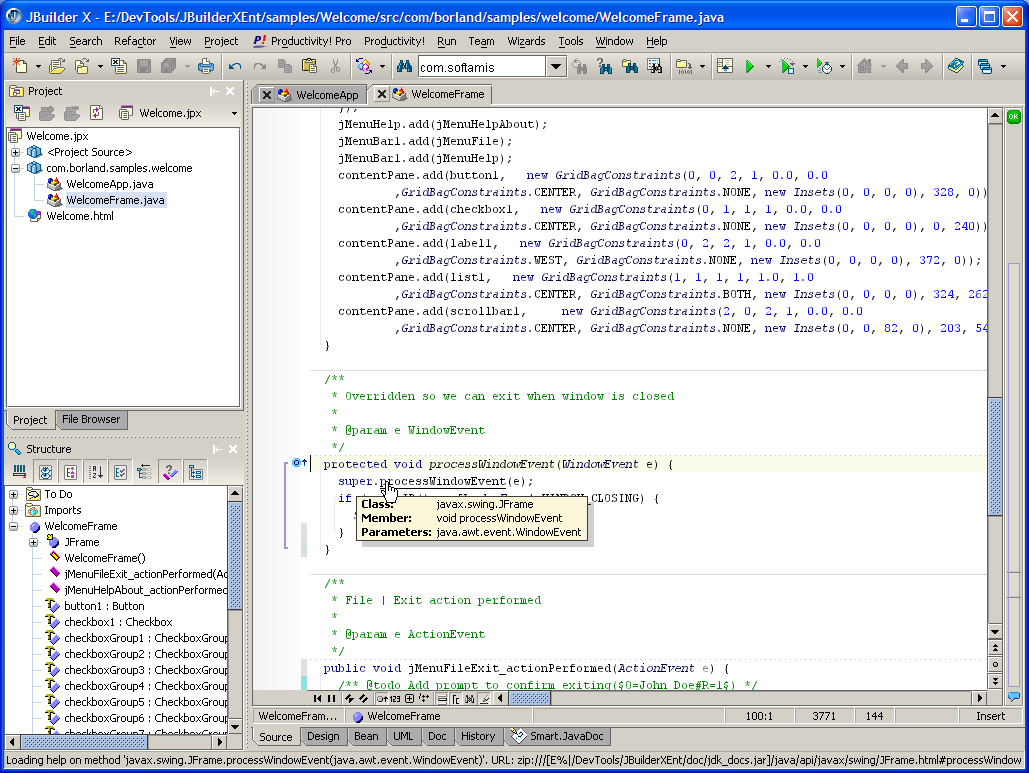 JBuilder X - E:/DevTools/JBuilderXEnt/samples/Welcome/src/com/borland/samples/welcome/WelcomeFrame.java
File Edit Search Refactor View Project P! Productivity! Pro Productivity! Run Team Wizards Tools Window Help
com.softamis
Project
Welcome.jpx
Welcome.jpx
<Project Source>
com.borland.samples.welcome
WelcomeApp.java
WelcomeFrame.java
Welcome.html
Project File Browser
Structure
To Do
Imports
WelcomeFrame
JFrame
WelcomeFrame()
jMenuFileExit_actionPerformed(Ac
jMenuHelpAbout_actionPerformed
button1 : Button
checkbox1 : Checkbox
checkboxGroup1 : CheckboxGroup
checkboxGroup2 : CheckboxGroup
checkboxGroup3 : CheckboxGroup
checkboxGroup4 : CheckboxGroup
checkboxGroup5 : CheckboxGroup
checkboxGroup6 : CheckboxGroup
checkboxGroup7 : CheckboxGroup
WelcomeApp WelcomeFrame
OK
jMenuHelp.add(jMenuHelpAbout);
jMenuBar1.add(jMenuFile);
jMenuBar1.add(jMenuHelp);
contentPane.add(button1, new GridBagConstraints(0, 0, 2, 1, 0.0, 0.0
,GridBagConstraints.CENTER, GridBagConstraints.NONE, new Insets(0, 0, 0, 0), 328, 0))
contentPane.add(checkbox1, new GridBagConstraints(0, 1, 1, 1, 0.0, 0.0
,GridBagConstraints.CENTER, GridBagConstraints.NONE, new Insets(0, 0, 0, 0), 0, 240))
contentPane.add(label1, new GridBagConstraints(0, 2, 2, 1, 0.0, 0.0
,GridBagConstraints.WEST, GridBagConstraints.NONE, new Insets(0, 0, 0, 0), 372, 0));
contentPane.add(list1, new GridBagConstraints(1, 1, 1, 1, 1.0, 1.0
,GridBagConstraints.CENTER, GridBagConstraints.BOTH, new Insets(0, 0, 0, 0), 324, 262
contentPane.add(scrollbar1, new GridBagConstraints(2, 0, 2, 1, 0.0, 0.0
,GridBagConstraints.CENTER, GridBagConstraints.NONE, new Insets(0, 0, 82, 0), 203, 54
}
/**
* Overridden so we can exit when window is closed
*
* @param e WindowEvent
*/
protected void processWindowEvent(WindowEvent e) {
super.processWindowEvent(e);
if CLOSING) {
Class: javax.swing.JFrame
Member: void processWindowEvent
Parameters: java.awt.event.WindowEvent
}
}
/**
* File | Exit action performed
*
* @param e ActionEvent
*/
public void jMenuFileExit_actionPerformed(ActionEvent e) {
/** @todo Add prompt to confirm exiting($O=John Doe#R=1$) */
123
WelcomeFram... WelcomeFrame 100:1 3771 144 Insert
Source Design Bean UML Doc History Smart.JavaDoc
Loading help on method 'javax.swing.JFrame.processWindowEvent(java.awt.event.WindowEvent)'. URL: zip:///[E%|/DevTools/JBuilderXEnt/doc/jdk_docs.jar]/java/api/javax/swing/JFrame.html#processWindow